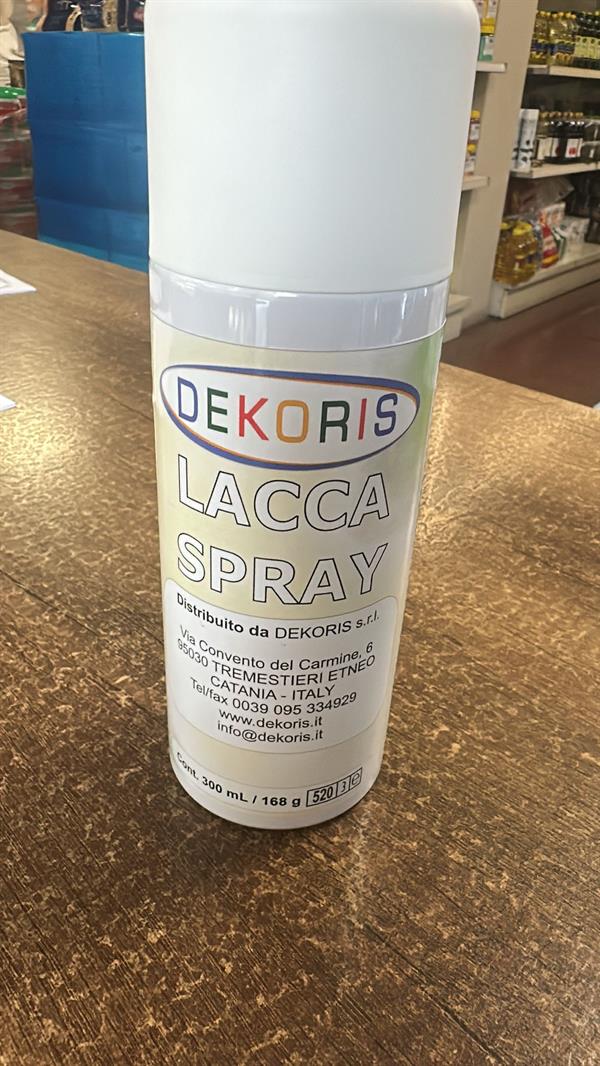 DEKORIS
LACCA
SPRAY
Distribuito da DEKORIS s.r.l.
Via Convento del Carmine, 6
95030 TREMESTIERI ETNEO
CATANIA - ITALY
Tel/fax 0039 095 334929
www.dekoris.it
info@dekoris.it
Cont. 300 mL / 168 g 520 3 e